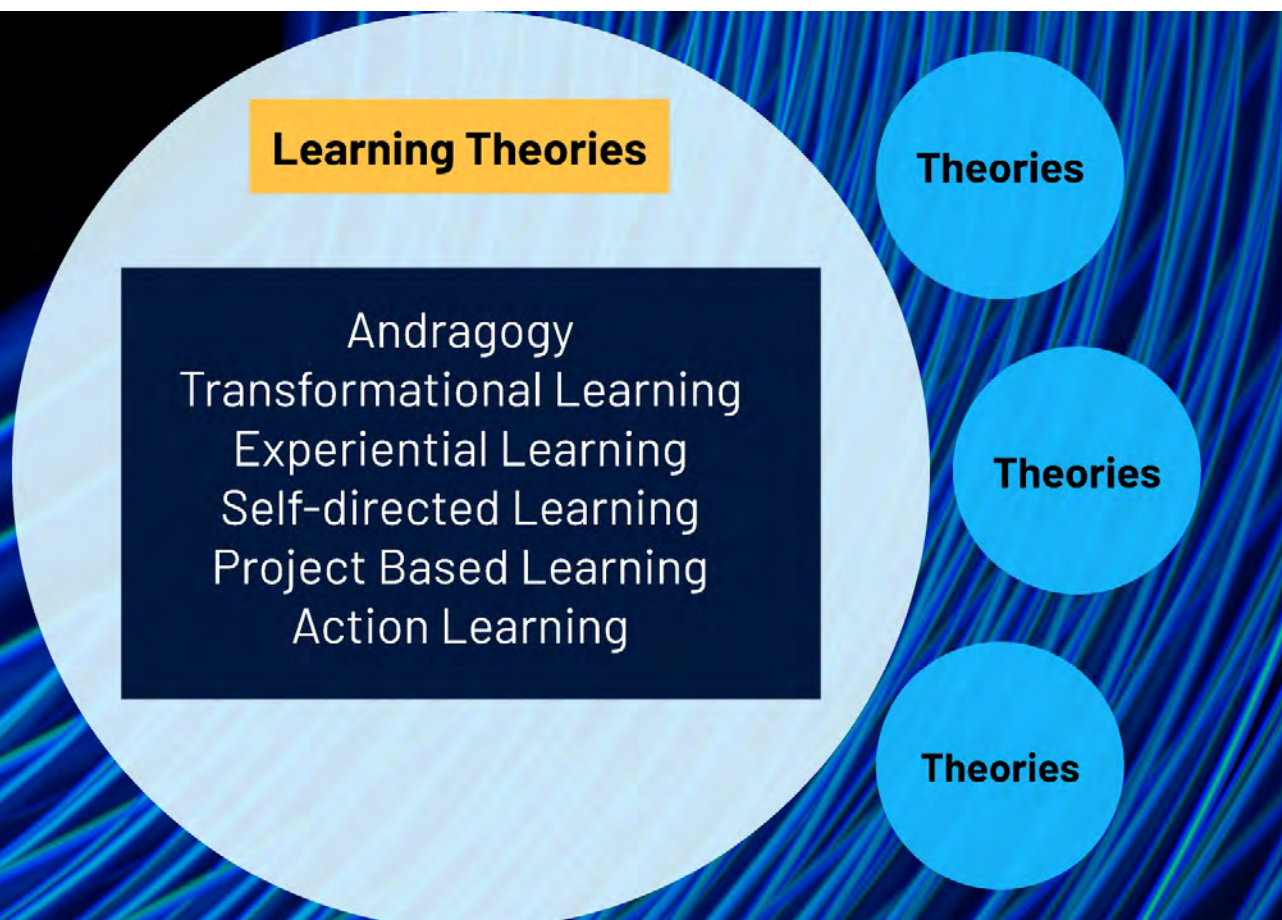 Learning Theories
Andragogy
Transformational Learning
Experiential Learning
Self-directed Learning
Project Based Learning
Action Learning
Theories
Theories
Theories